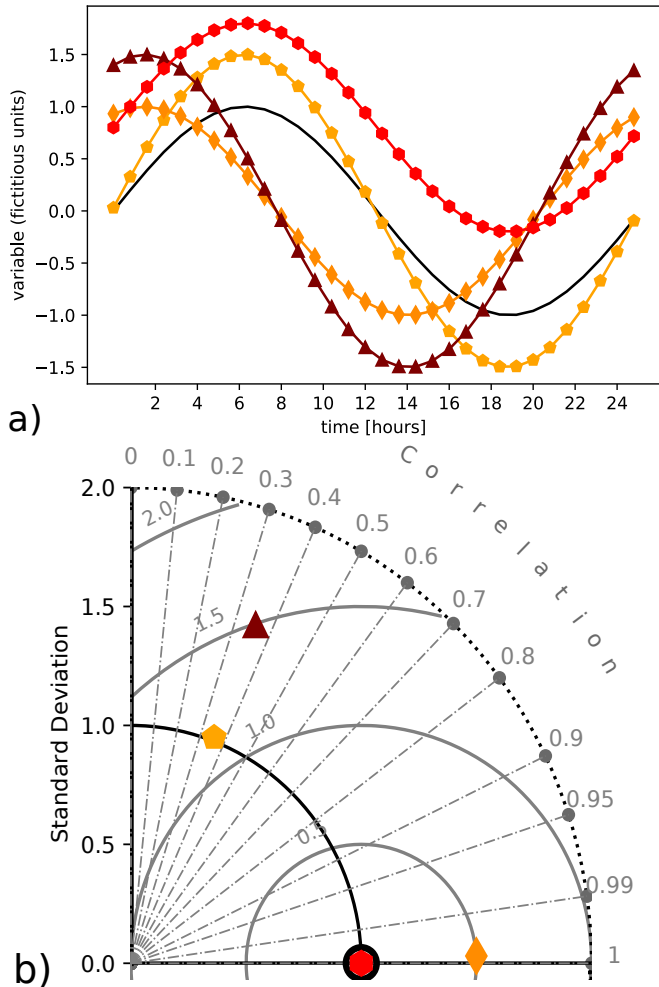 1.5
1.0
0.5
0.0
−0.5
−1.0
−1.5
variable (fictitious units)
2 4 6 8 10 12 14 16 18 20 22 24
time [hours]
a)
Correlation
0 0.1 0.2 0.3 0.4 0.5 0.6 0.7 0.8 0.9 0.95 0.99 1
2.0
1.5
1.0
0.5
0.0
Standard Deviation
2.0
1.5
1.0
0.5
b)